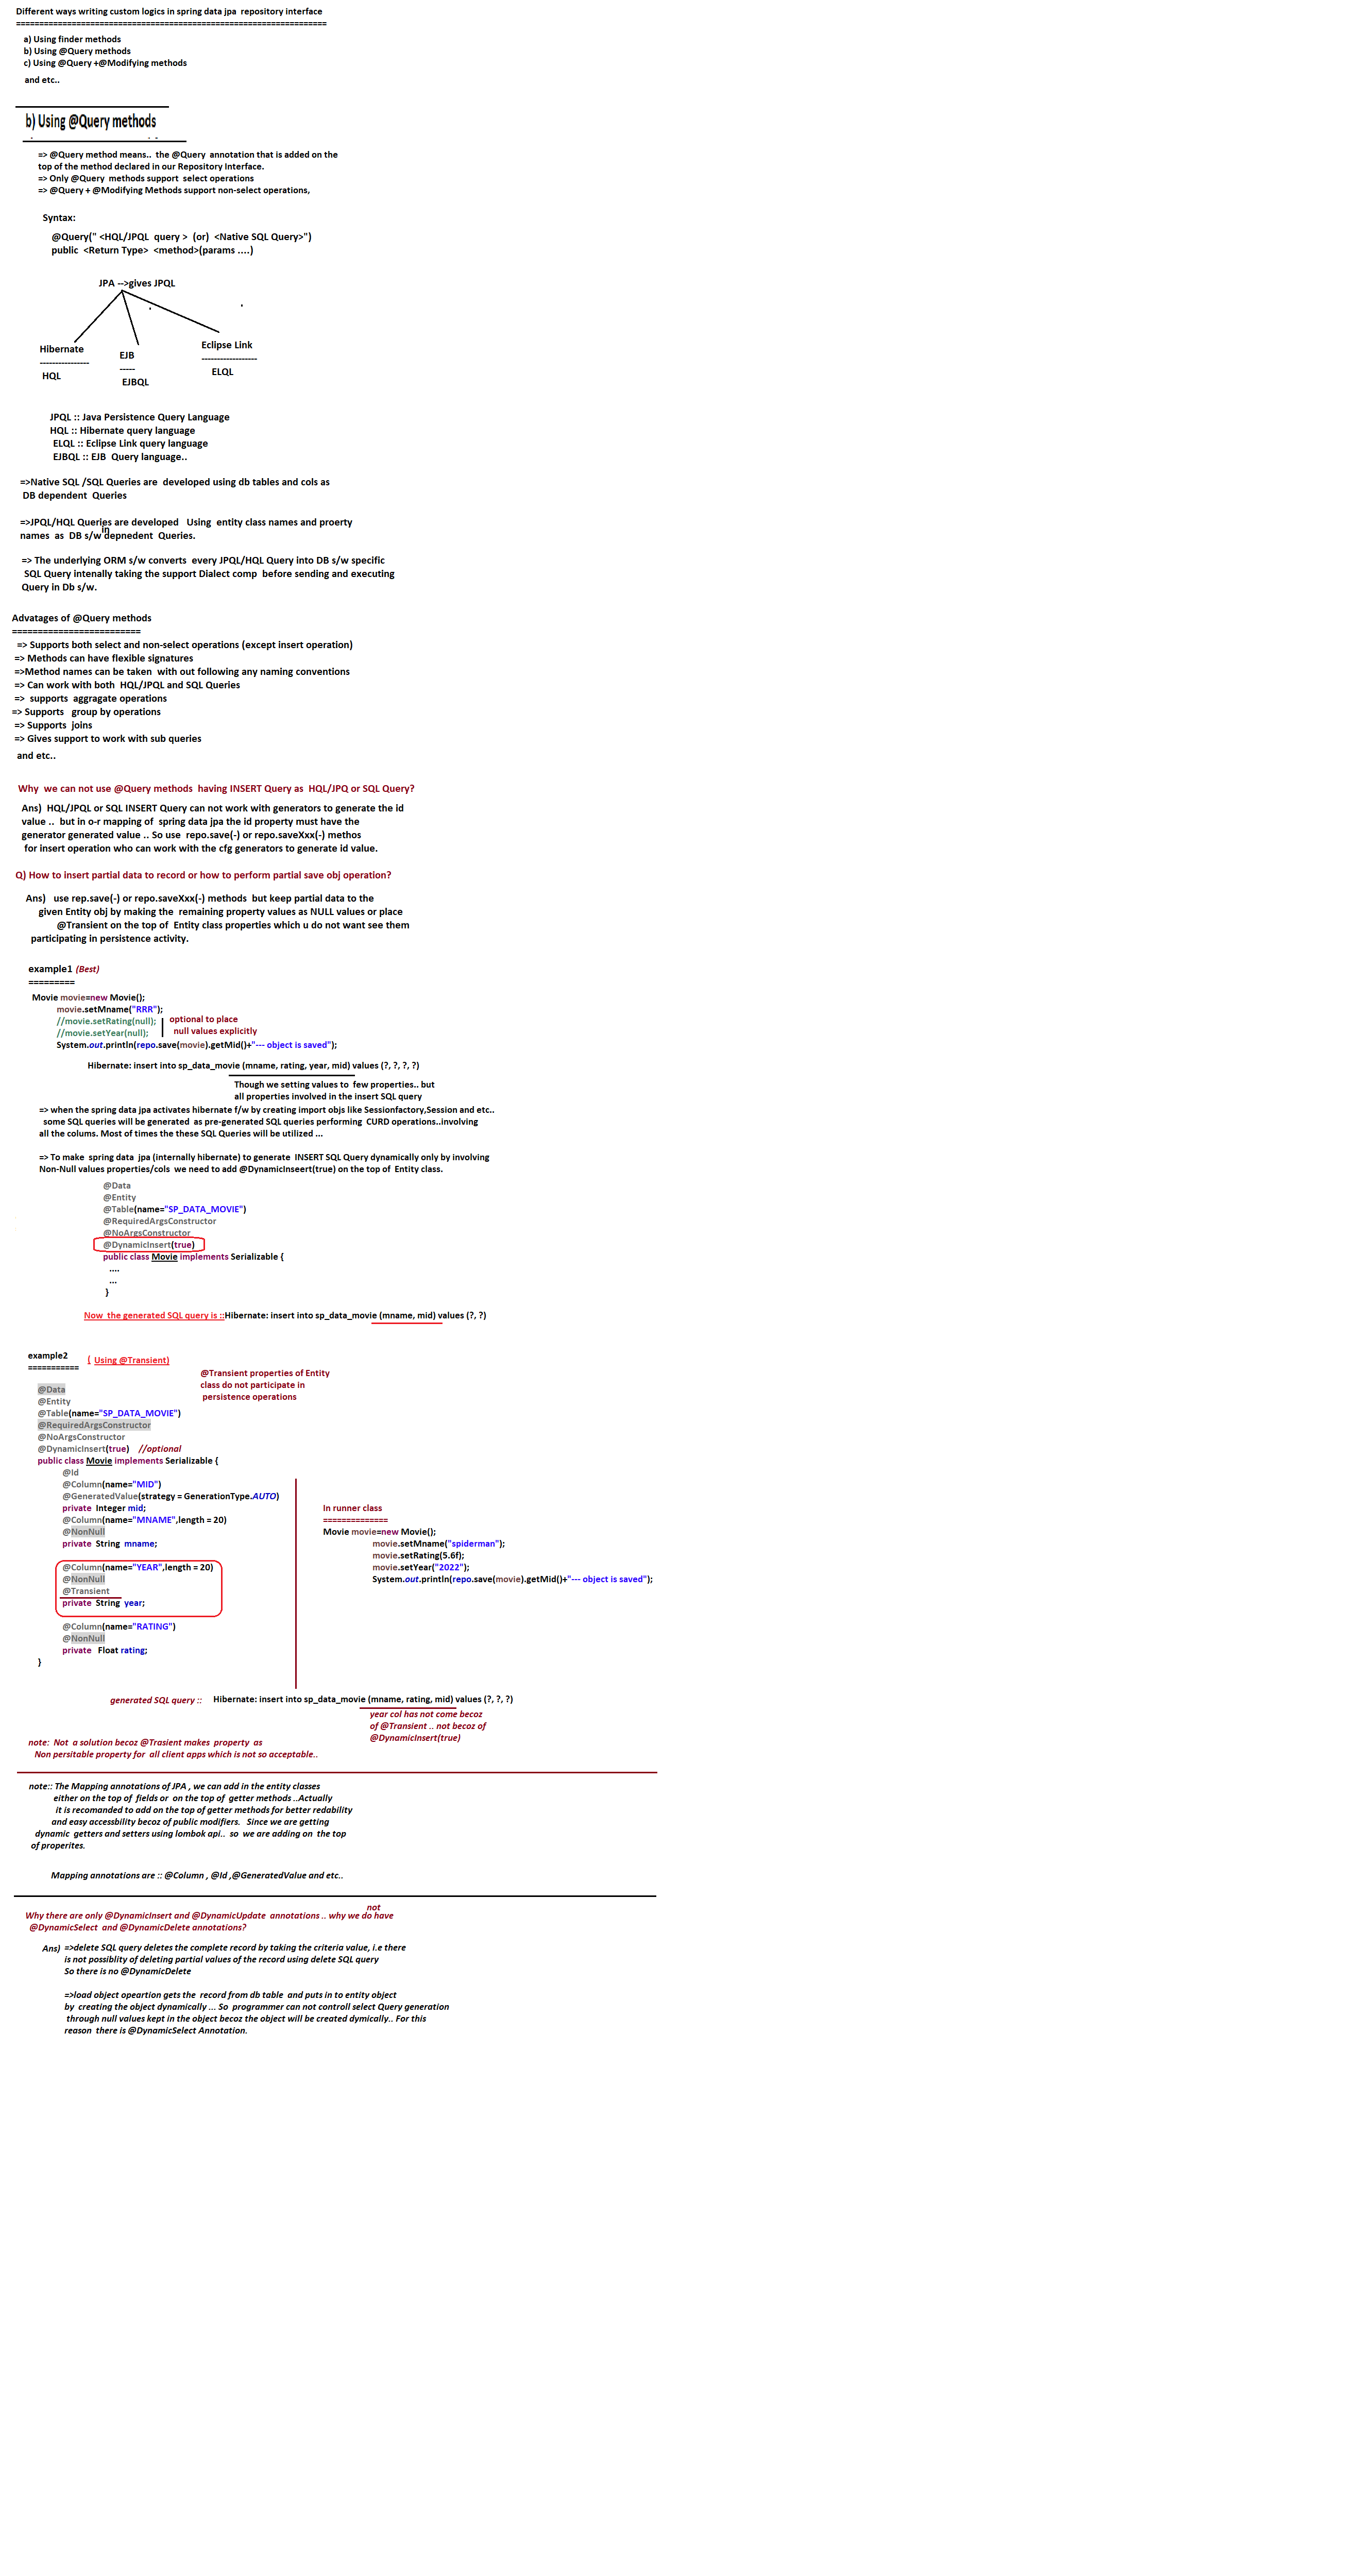 Different ways writing custom logics in spring data jpa  repository interface
==================================================================
a) Using finder methods
b) Using @Query methods
c) Using @Query +@Modifying methods
and etc..
b) Using @Query methods
=> @Query method means..  the @Query  annotation that is added on the
top of the method declared in our Repository Interface.
=> Only @Query  methods support  select operations
=> @Query + @Modifying Methods support non-select operations,
Syntax:
@Query(" <HQL/JPQL  query >  (or)  <Native SQL Query>")
public  <Return Type>  <method>(params ....)
JPA -->gives JPQL
Hibernate
----------------
HQL
EJB
-----
EJBQL
Eclipse Link
------------------
ELQL
JPQL :: Java Persistence Query Language
HQL :: Hibernate query language
ELQL :: Eclipse Link query language
EJBQL :: EJB  Query language..
=>Native SQL /SQL Queries are  developed using db tables and cols as
DB dependent  Queries
=>JPQL/HQL Queries are developed   Using  entity class names and proerty
in
names  as  DB s/w depnedent  Queries.
=> The underlying ORM s/w converts  every JPQL/HQL Query into DB s/w specific
SQL Query intenally taking the support Dialect comp  before sending and executing
Query in Db s/w.
Advatages of @Query methods
=========================
=> Supports both select and non-select operations (except insert operation)
=> Methods can have flexible signatures
=>Method names can be taken  with out following any naming conventions
=> Can work with both  HQL/JPQL and SQL Queries
=>  supports  aggragate operations
=> Supports   group by operations
=> Supports  joins
=> Gives support to work with sub queries
and etc..
Why  we can not use @Query methods  having INSERT Query as  HQL/JPQ or SQL Query?
Ans)  HQL/JPQL or SQL INSERT Query can not work with generators to generate the id
value ..  but in o-r mapping of  spring data jpa the id property must have the
generator generated value .. So use  repo.save(-) or repo.saveXxx(-) methos
for insert operation who can work with the cfg generators to generate id value.
Q) How to insert partial data to record or how to perform partial save obj operation?
Ans)   use rep.save(-) or repo.saveXxx(-) methods  but keep partial data to the
given Entity obj by making the  remaining property values as NULL values or place
@Transient on the top of  Entity class properties which u do not want see them
participating in persistence activity.
example1 (Best)
=========
Movie movie=new Movie();
movie.setMname("RRR");
//movie.setRating(null);  optional to place
//movie.setYear(null);  null values explicitly
System.out.println(repo.save(movie).getMid()+"--- object is saved");
Hibernate: insert into sp_data_movie (mname, rating, year, mid) values (?, ?, ?, ?)
Though we setting values to  few properties.. but
all properties involved in the insert SQL query
=> when the spring data jpa activates hibernate f/w by creating import objs like Sessionfactory,Session and etc..
some SQL queries will be generated  as pre-generated SQL queries performing  CURD operations..involving
all the colums. Most of times the these SQL Queries will be utilized ...
=> To make  spring data  jpa (internally hibernate) to generate  INSERT SQL Query dynamically only by involving
Non-Null values properties/cols  we need to add @DynamicInseert(true) on the top of  Entity class.
@Data
@Entity
@Table(name="SP_DATA_MOVIE")
@RequiredArgsConstructor
@NoArgsConstructor
@DynamicInsert(true)
public class Movie implements Serializable {
....
...
}
Now  the generated SQL query is ::Hibernate: insert into sp_data_movie (mname, mid) values (?, ?)
example2  ( Using @Transient)
===========
@Transient properties of Entity
class do not participate in
persistence operations
@Data
@Entity
@Table(name="SP_DATA_MOVIE")
@RequiredArgsConstructor
@NoArgsConstructor
@DynamicInsert(true)    //optional
public class Movie implements Serializable {
@Id
@Column(name="MID")
@GeneratedValue(strategy = GenerationType.AUTO)
private  Integer mid;
@Column(name="MNAME",length = 20)
@NonNull
private  String  mname;
@Column(name="YEAR",length = 20)
@NonNull
@Transient
private  String  year;
@Column(name="RATING")
@NonNull
private   Float rating;
}
In runner class
==============
Movie movie=new Movie();
movie.setMname("spiderman");
movie.setRating(5.6f);
movie.setYear("2022");
System.out.println(repo.save(movie).getMid()+"--- object is saved");
generated SQL query ::    Hibernate: insert into sp_data_movie (mname, rating, mid) values (?, ?, ?)
year col has not come becoz
of @Transient .. not becoz of
@DynamicInsert(true)
note:  Not  a solution becoz @Trasient makes  property  as
Non persitable property for  all client apps which is not so acceptable..
note:: The Mapping annotations of JPA , we can add in the entity classes
either on the top of  fields or  on the top of  getter methods ..Actually
it is recomanded to add on the top of getter methods for better redability
and easy accessbility becoz of public modifiers.   Since we are getting
dynamic  getters and setters using lombok api..  so  we are adding on  the top
of properites.
Mapping annotations are :: @Column , @Id ,@GeneratedValue and etc..
not
Why there are only @DynamicInsert and @DynamicUpdate  annotations .. why we do have
@DynamicSelect  and @DynamicDelete annotations?
Ans)  =>delete SQL query deletes the complete record by taking the criteria value, i.e there
is not possiblity of deleting partial values of the record using delete SQL query
So there is no @DynamicDelete
=>load object opeartion gets the  record from db table  and puts in to entity object
by  creating the object dynamically ... So  programmer can not controll select Query generation
through null values kept in the object becoz the object will be created dymically.. For this
reason  there is @DynamicSelect Annotation.